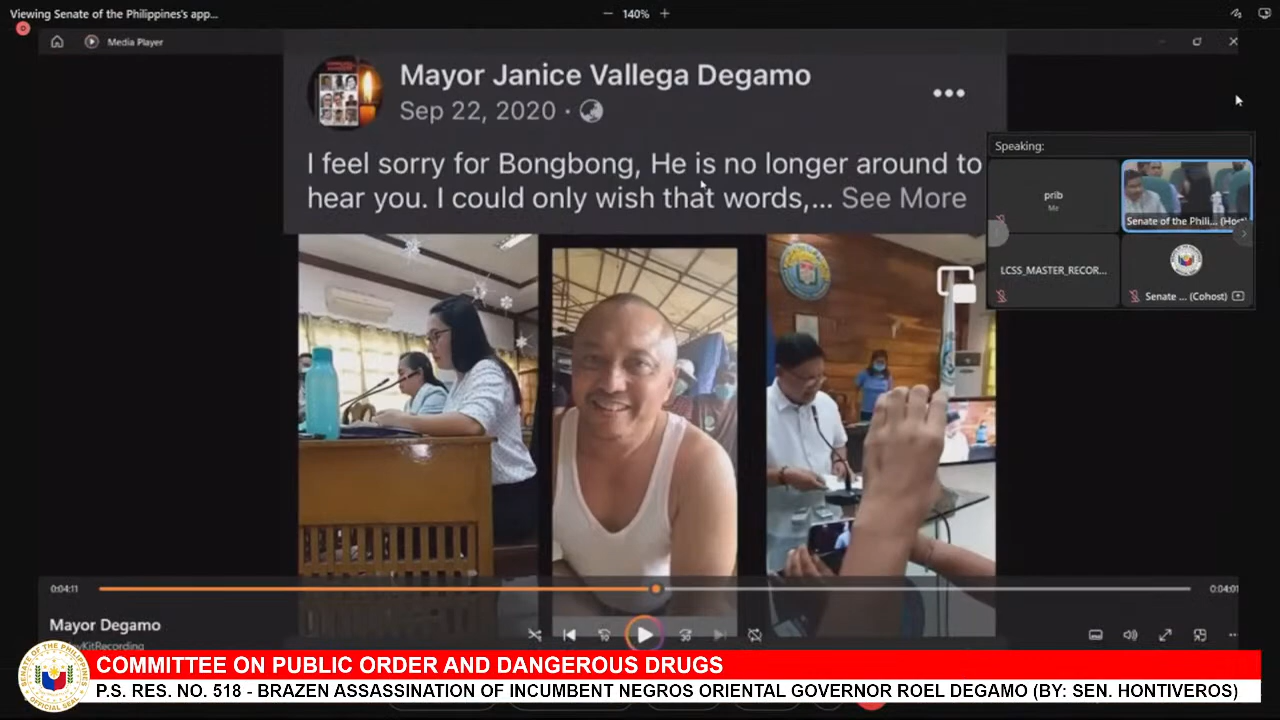 Viewing Senate of the Philippines's app...
140%
Media Player
Mayor Janice Vallega Degamo
Sep 22, 2020
I feel sorry for Bongbong, He is no longer around to
hear you. I could only wish that words,... See More
Speaking:
prib
Me
Senate of the Phili... (Host)
LCSS_MASTER_RECOR...
Senate ... (Cohost)
0:04:11
0:04:01
Mayor Degamo
COMMITTEE ON PUBLIC ORDER AND DANGEROUS DRUGS
P.S. RES. NO. 518 - BRAZEN ASSASSINATION OF INCUMBENT NEGROS ORIENTAL GOVERNOR ROEL DEGAMO (BY: SEN. HONTIVEROS)